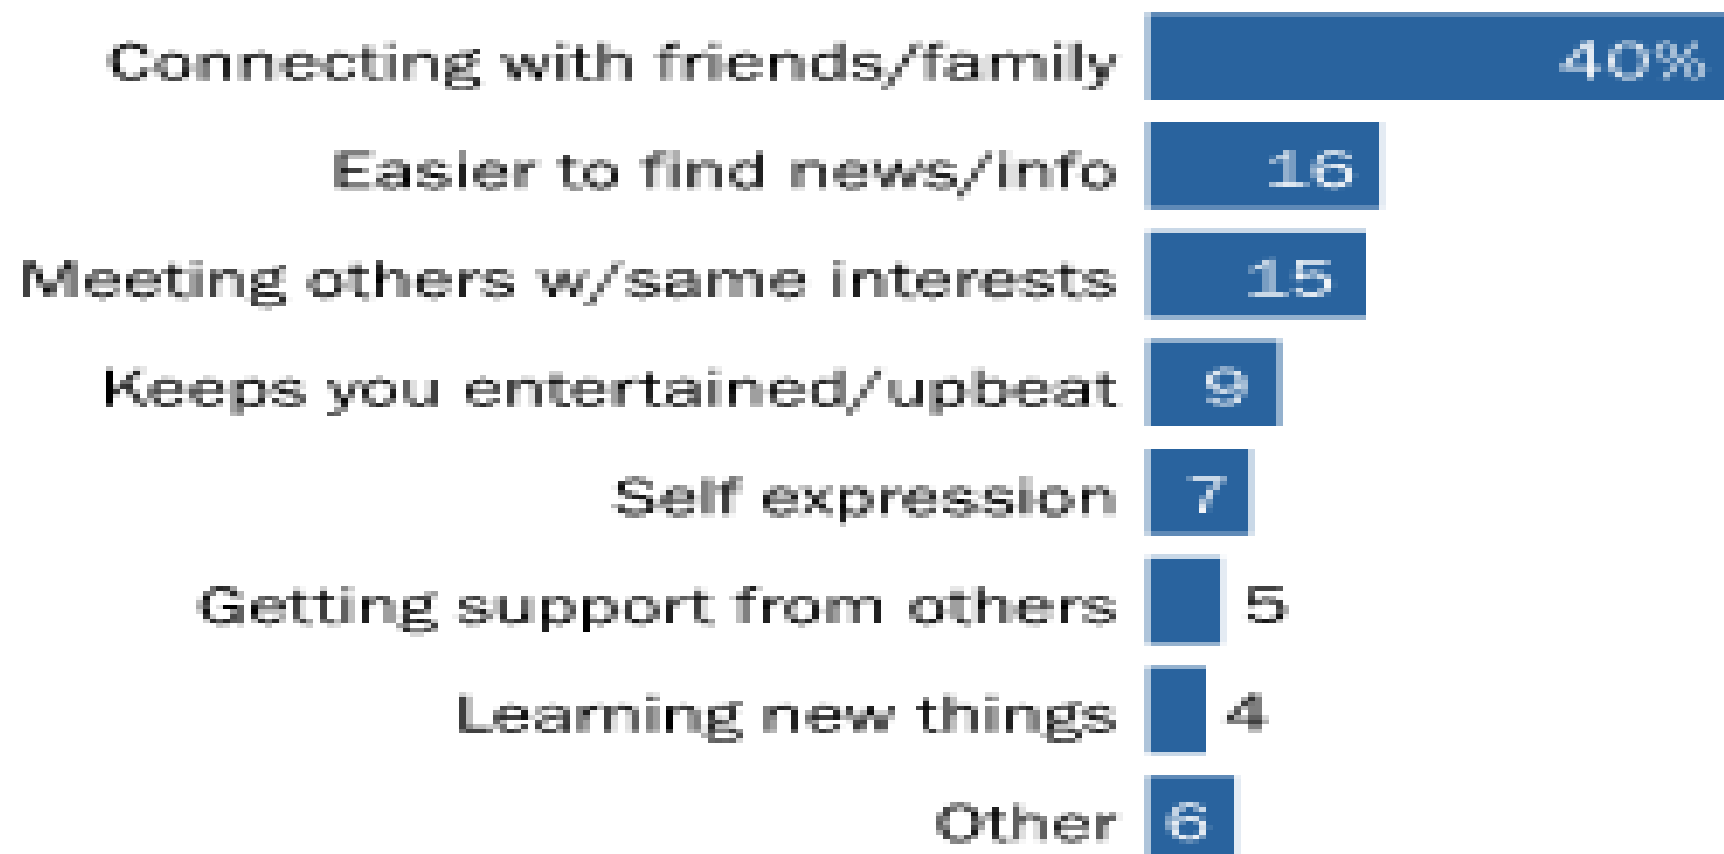 Connecting with friends/family 40%
Easier to find news/info 16
Meeting others w/same interests 15
Keeps you entertained/upbeat 9
Self expression 7
Getting support from others 5
Learning new things 4
Other 6